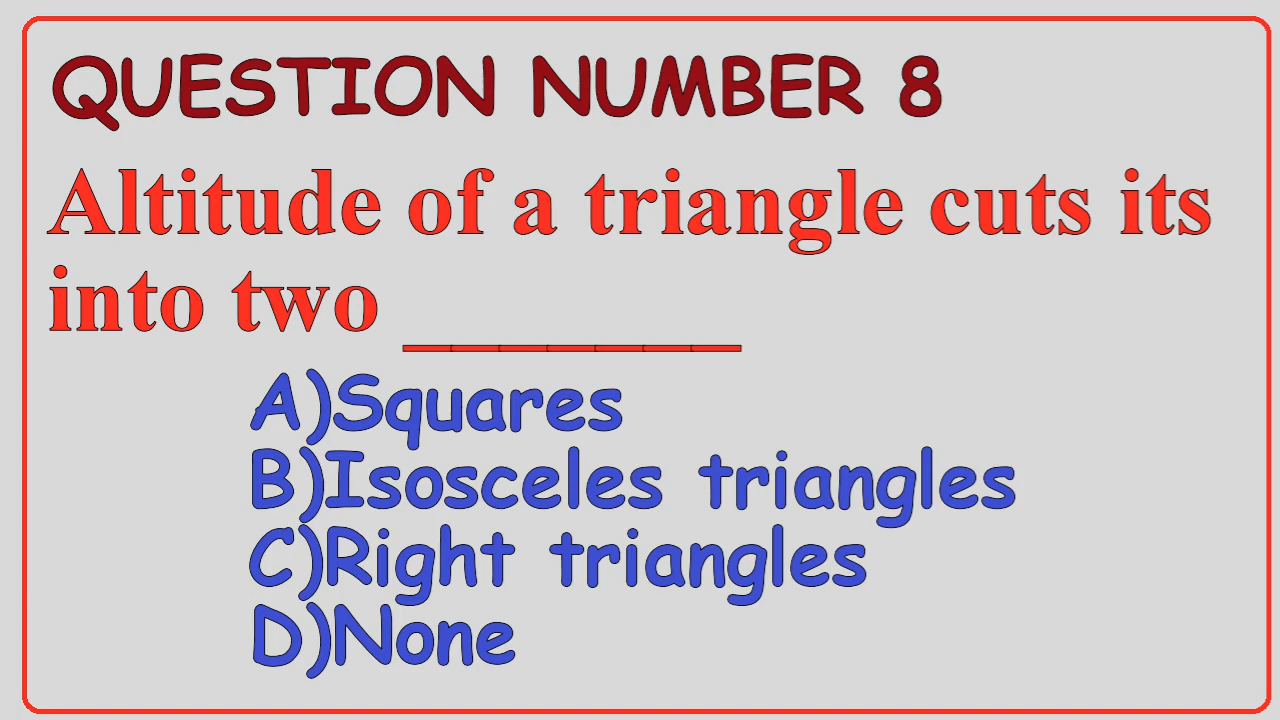 QUESTION NUMBER 8
Altitude of a triangle cuts its
into two _______
A)Squares
B)Isosceles triangles
C)Right triangles
D)None